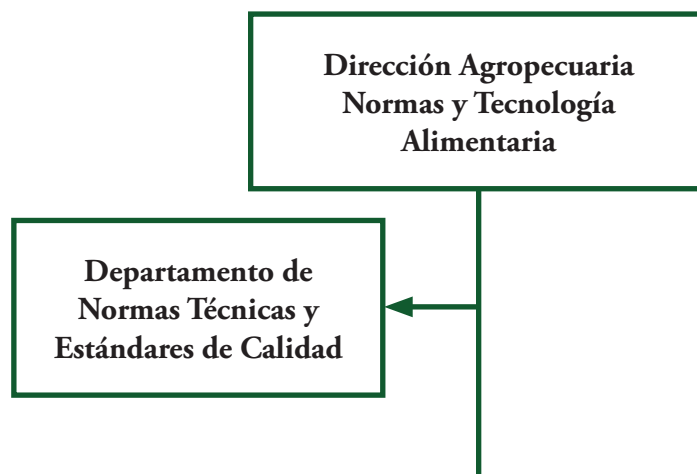 Dirección Agropecuaria
Normas y Tecnología
Alimentaria
Departamento de
Normas Técnicas y
Estándares de Calidad